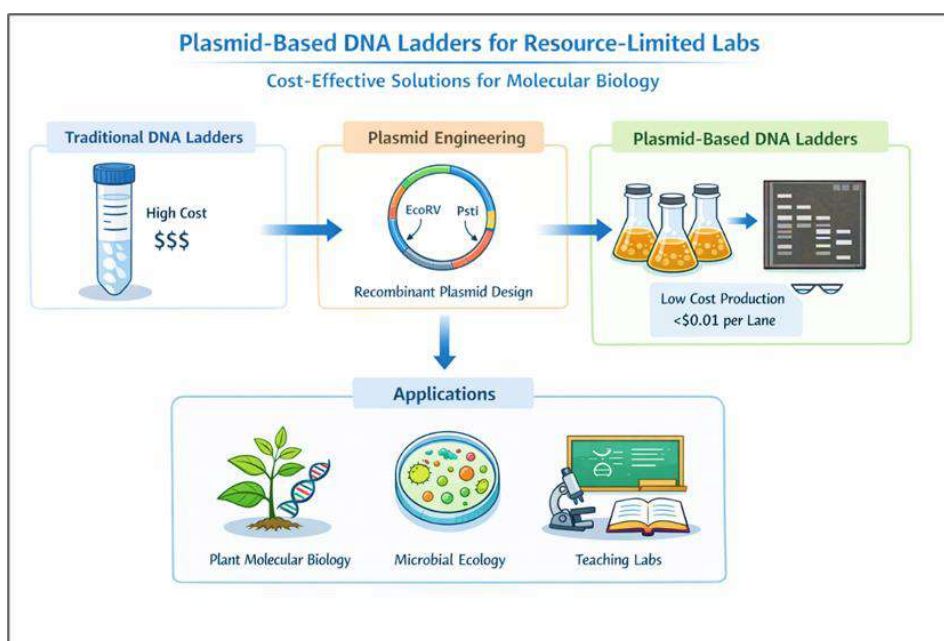 Plasmid-Based DNA Ladders for Resource-Limited Labs
Cost-Effective Solutions for Molecular Biology
Traditional DNA Ladders
High Cost
$$$
Plasmid Engineering
EcoRV
Psti
Recombinant Plasmid Design
Plasmid-Based DNA Ladders
Low Cost Production
<$0.01 per Lane
Applications
Plant Molecular Biology
Microbial Ecology
Teaching Labs